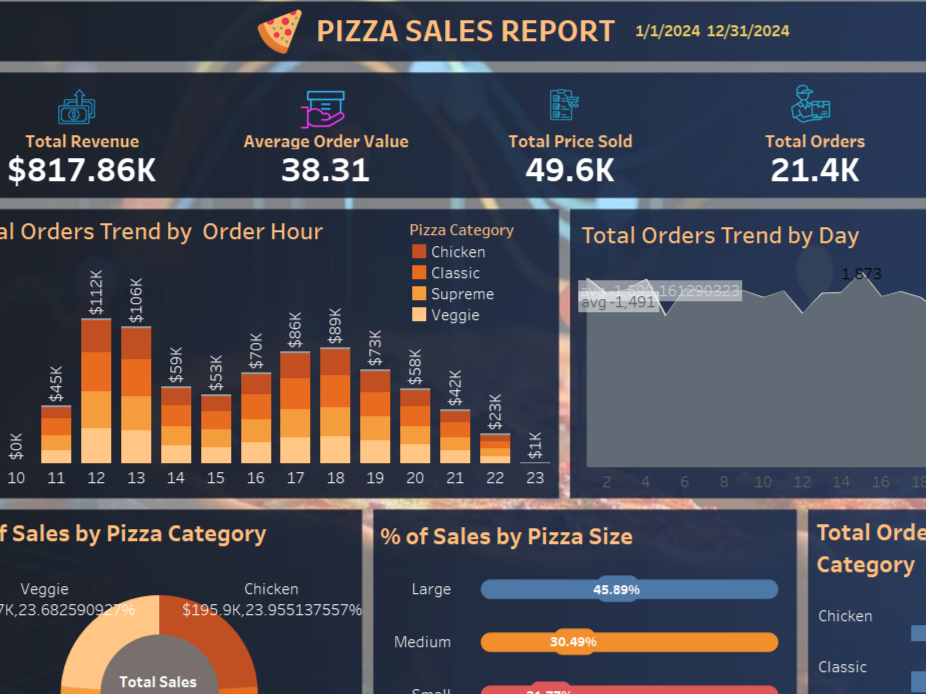 PIZZA SALES REPORT
1/1/2024 12/31/2024
Total Revenue
$817.86K
Average Order Value
38.31
Total Price Sold
49.6K
Total Orders
21.4K
al Orders Trend by Order Hour
Pizza Category
Chicken
Classic
Supreme
Veggie
$0K
$45K
$112K
$106K
$59K
$53K
$70K
$86K
$89K
$73K
$58K
$42K
$23K
$1K
10 11 12 13 14 15 16 17 18 19 20 21 22 23
Total Orders Trend by Day
1,873
avg -1,599.161290323
avg -1,491
2 4 6 8 10 12 14 16 18
f Sales by Pizza Category
Veggie
7K,23.682590927%
Chicken
$195.9K,23.955137557%
Total Sales
% of Sales by Pizza Size
Large
45.89%
Medium
30.49%
Small
21.77%
Total Orde
Category
Chicken
Classic